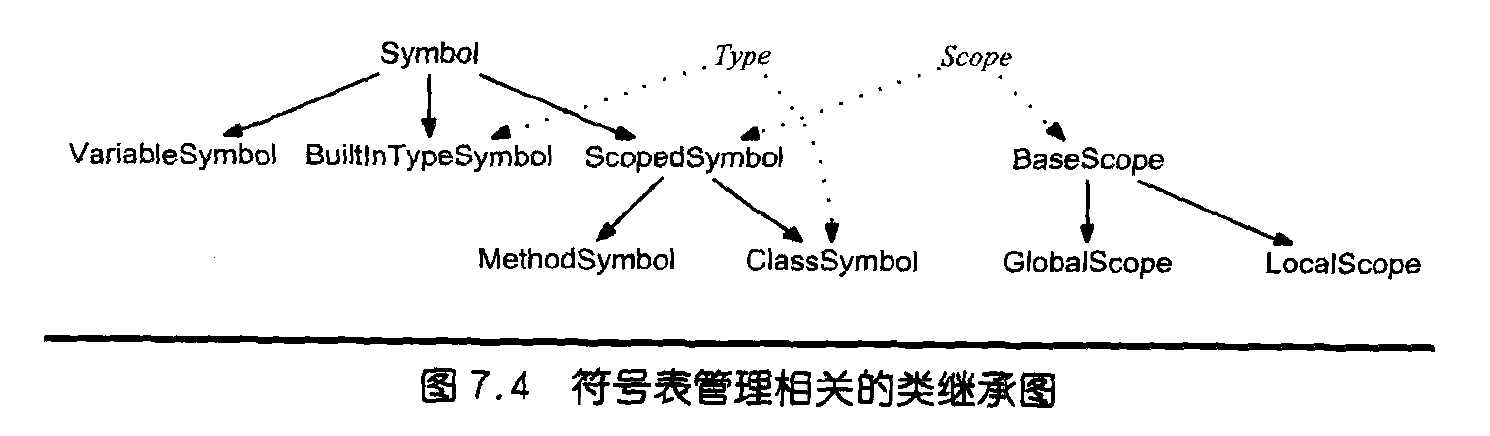 Symbol Type Scope
VariableSymbol BuiltInTypeSymbol ScopedSymbol BaseScope
MethodSymbol ClassSymbol GlobalScope LocalScope
图 7.4 符号表管理相关的类继承图